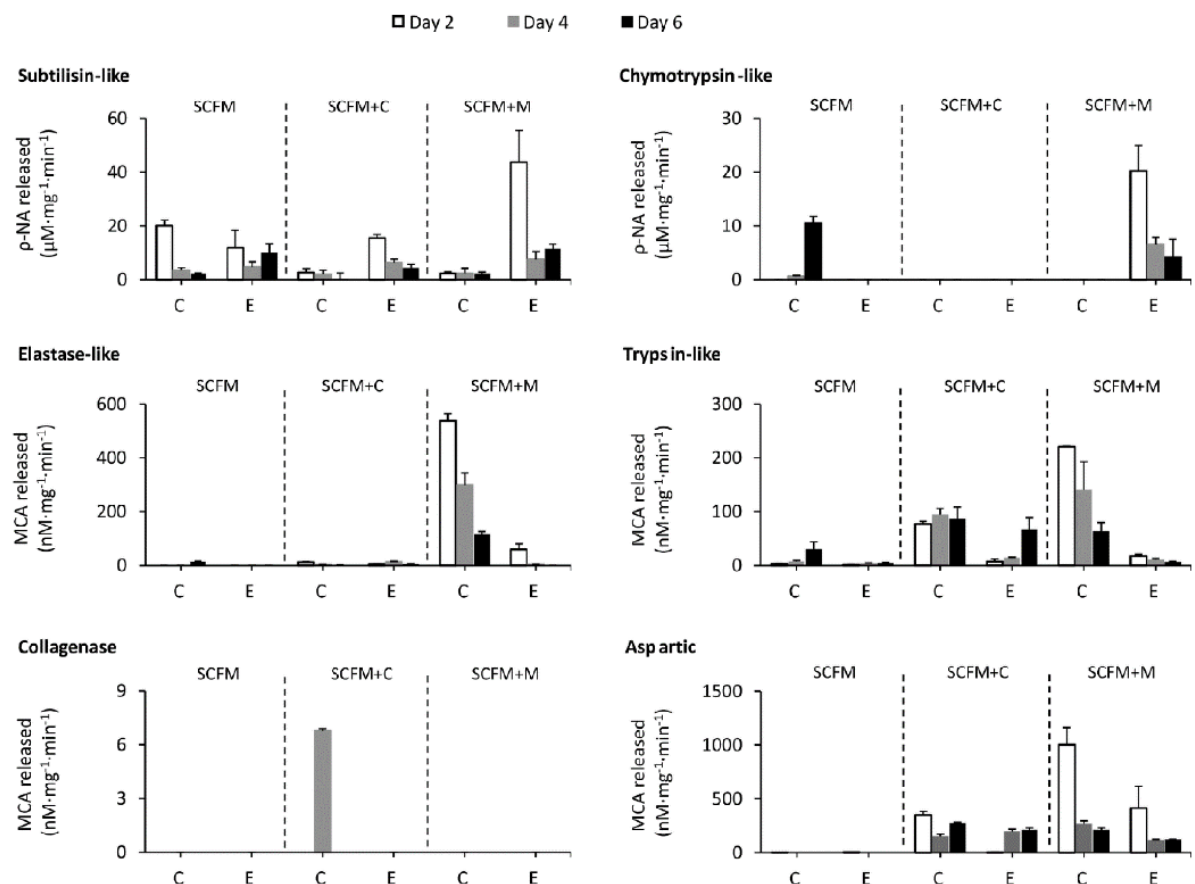 Day 2 Day 4 Day 6
Subtilisin-like
SCFM SCFM+C SCFM+M
ρ-NA released
(μM·mg⁻¹·min⁻¹)
60
40
20
0
C E C E C E
Chymotrypsin-like
SCFM SCFM+C SCFM+M
ρ-NA released
(μM·mg⁻¹·min⁻¹)
30
20
10
0
C E C E C E
Elastase-like
SCFM SCFM+C SCFM+M
MCA released
(nM·mg⁻¹·min⁻¹)
600
400
200
0
C E C E C E
Trypsin-like
SCFM SCFM+C SCFM+M
MCA released
(nM·mg⁻¹·min⁻¹)
300
200
100
0
C E C E C E
Collagenase
SCFM SCFM+C SCFM+M
MCA released
(nM·mg⁻¹·min⁻¹)
9
6
3
0
C E C E C E
Aspartic
SCFM SCFM+C SCFM+M
MCA released
(nM·mg⁻¹·min⁻¹)
1500
1000
500
0
C E C E C E